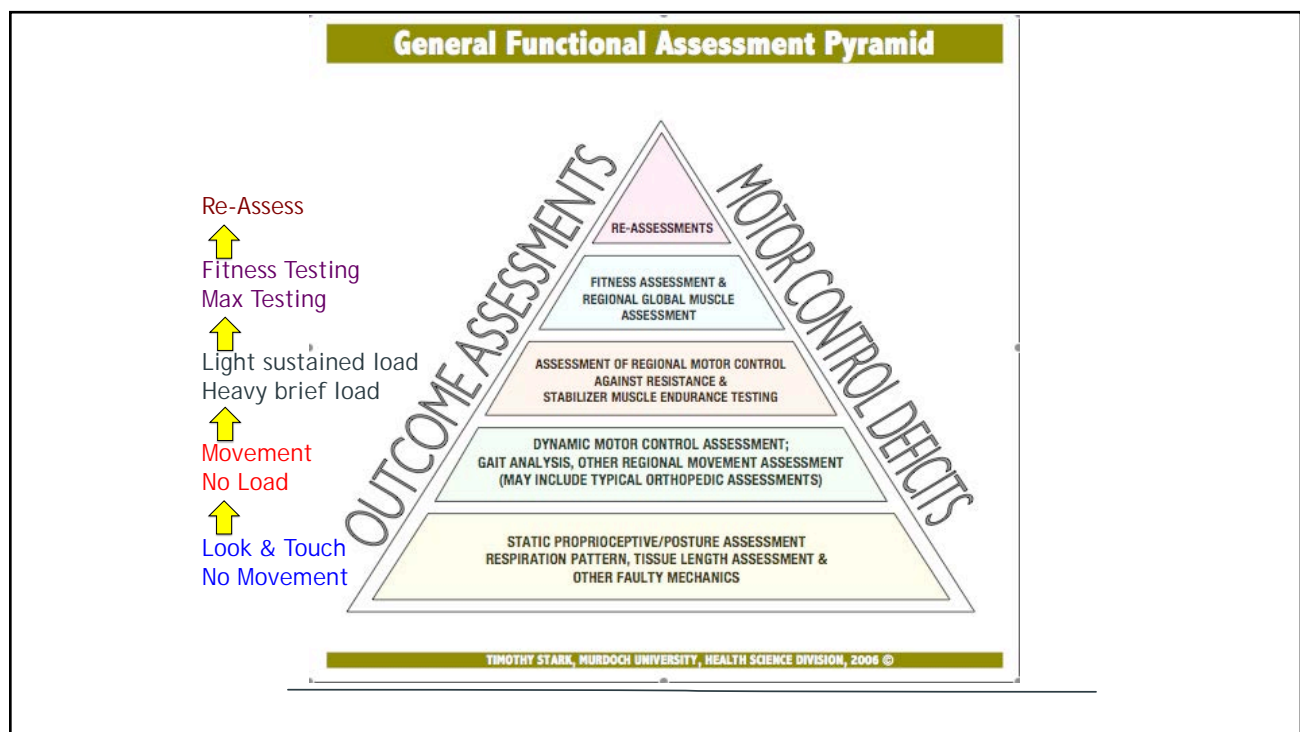 General Functional Assessment Pyramid
OUTCOME ASSESSMENTS
MOTOR CONTROL DEFICITS
Re-Assess
Fitness Testing
Max Testing
Light sustained load
Heavy brief load
Movement
No Load
Look & Touch
No Movement
RE-ASSESSMENTS
FITNESS ASSESSMENT &
REGIONAL GLOBAL MUSCLE
ASSESSMENT
ASSESSMENT OF REGIONAL MOTOR CONTROL
AGAINST RESISTANCE &
STABILIZER MUSCLE ENDURANCE TESTING
DYNAMIC MOTOR CONTROL ASSESSMENT;
GAIT ANALYSIS, OTHER REGIONAL MOVEMENT ASSESSMENT
(MAY INCLUDE TYPICAL ORTHOPEDIC ASSESSMENTS)
STATIC PROPRIOCEPTIVE/POSTURE ASSESSMENT
RESPIRATION PATTERN, TISSUE LENGTH ASSESSMENT &
OTHER FAULTY MECHANICS
TIMOTHY STARK, MURDOCH UNIVERSITY, HEALTH SCIENCE DIVISION, 2006 ©